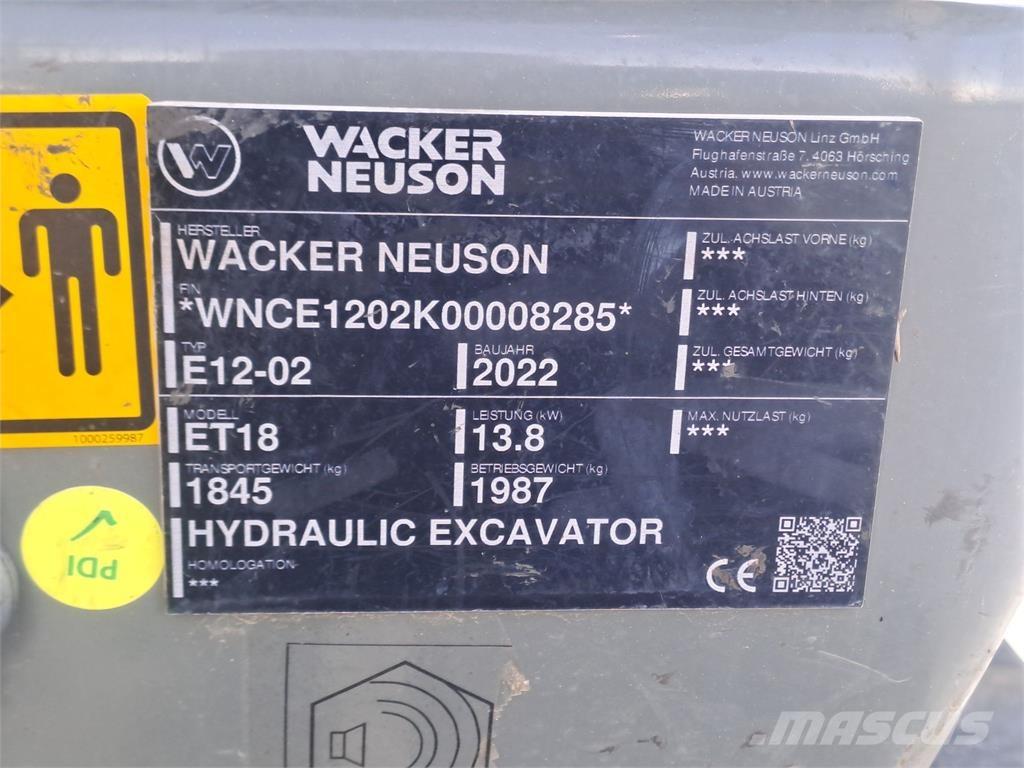 WACKER
NEUSON
WACKER NEUSON Linz GmbH
Flughafenstraße 7, 4063 Hörsching
Austria, www.wackerneuson.com
MADE IN AUSTRIA
HERSTELLER
WACKER NEUSON
FIN
*WNCE1202K00008285*
TYP
E12-02
BAUJAHR
2022
ZUL. ACHSLAST VORNE (kg)
***
ZUL. ACHSLAST HINTEN (kg)
***
ZUL. GESAMTGEWICHT (kg)
***
MODELL
ET18
LEISTUNG (kW)
13.8
MAX. NUTZLAST (kg)
***
TRANSPORTGEWICHT (kg)
1845
BETRIEBSGEWICHT (kg)
1987
HYDRAULIC EXCAVATOR
HOMOLOGATION
***
CE
1000259987
PDI
MASCUS